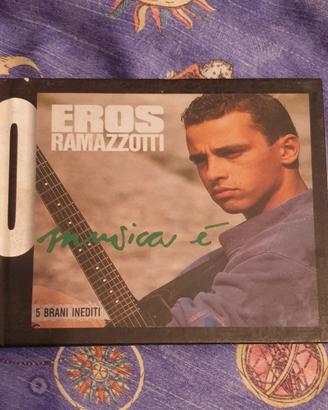 EROS
RAMAZZOTTI
musica è
5 BRANI INEDITI